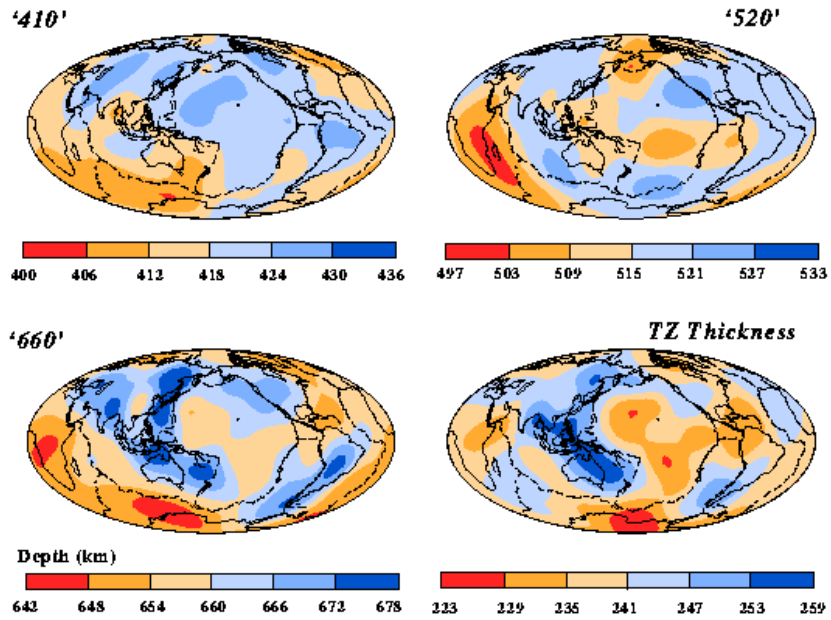 '410'
'520'
400 406 412 418 424 430 436
497 503 509 515 521 527 533
'660'
TZ Thickness
Depth (km)
642 648 654 660 666 672 678
223 229 235 241 247 253 259